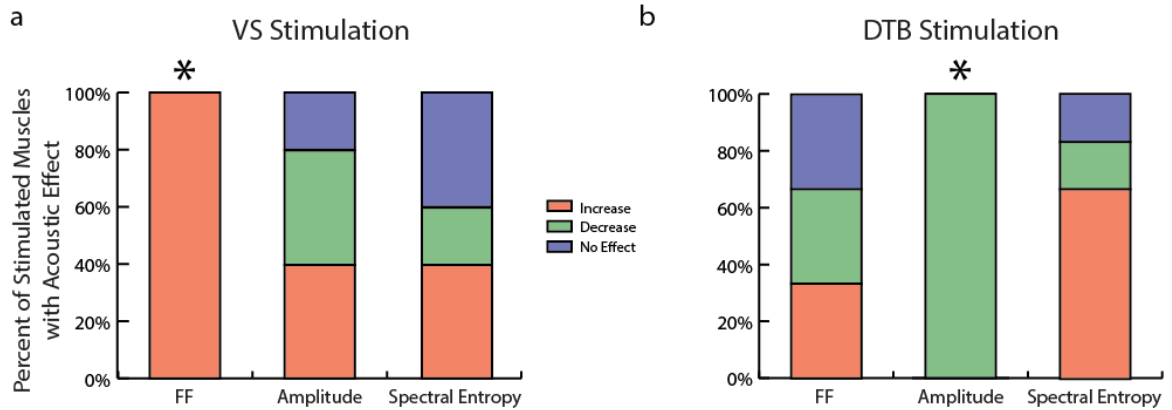 a
VS Stimulation
*
Percent of Stimulated Muscles
with Acoustic Effect
100%
80%
60%
40%
20%
0%
FF
Amplitude
Spectral Entropy
Increase
Decrease
No Effect
b
DTB Stimulation
*
100%
80%
60%
40%
20%
0%
FF
Amplitude
Spectral Entropy